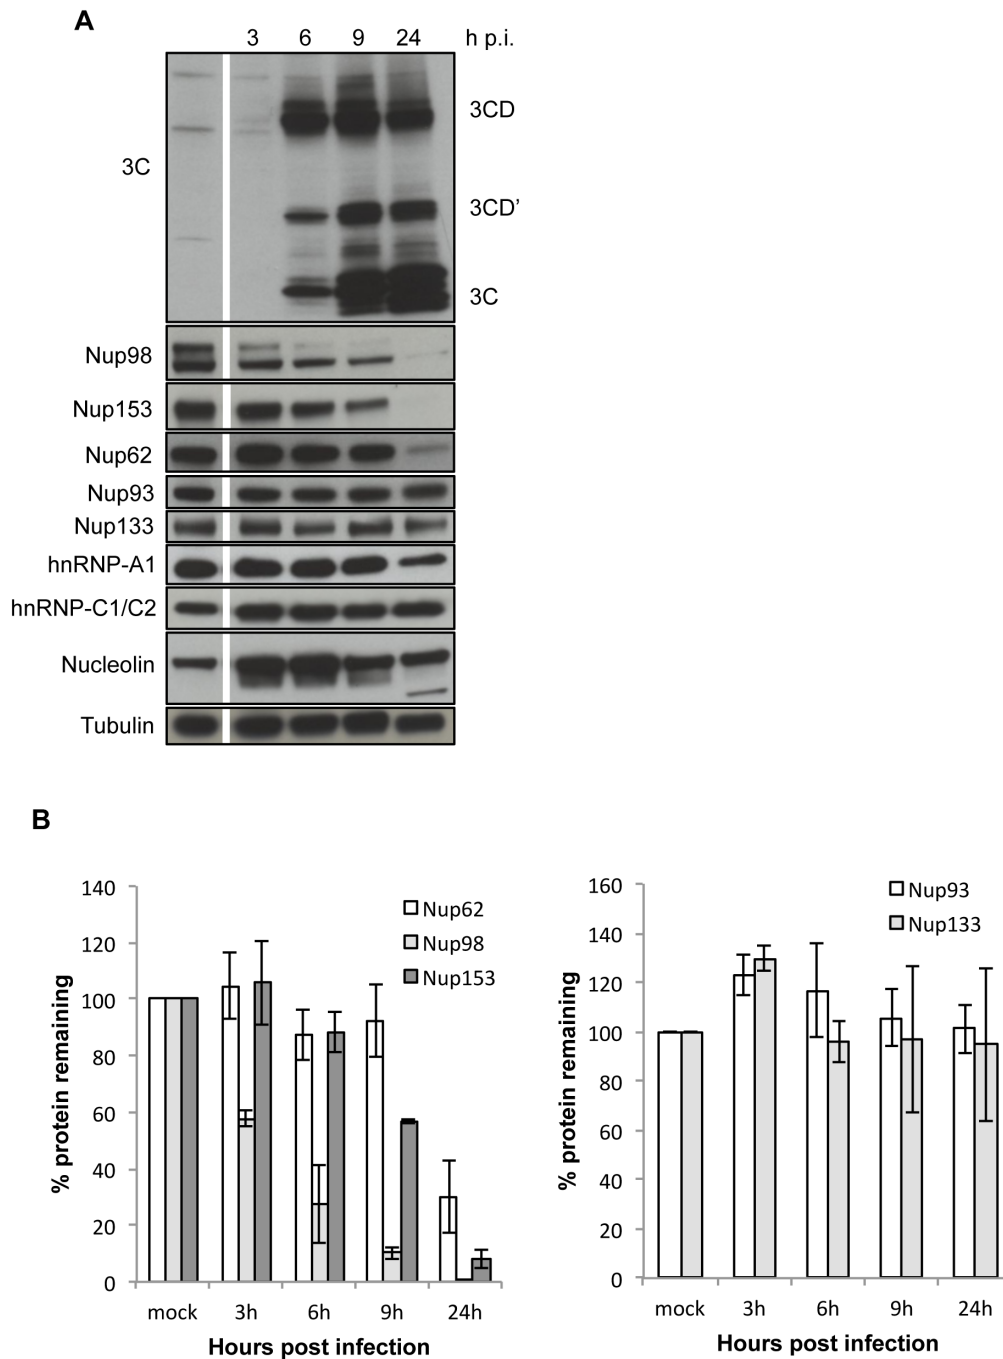 A
3 6 9 24 h p.i.
3CD
3C
3CD'
3C
Nup98
Nup153
Nup62
Nup93
Nup133
hnRNP-A1
hnRNP-C1/C2
Nucleolin
Tubulin
B
% protein remaining
140
120
100
80
60
40
20
0
Nup62
Nup98
Nup153
mock 3h 6h 9h 24h
Hours post infection
% protein remaining
160
140
120
100
80
60
40
20
0
Nup93
Nup133
mock 3h 6h 9h 24h
Hours post infection